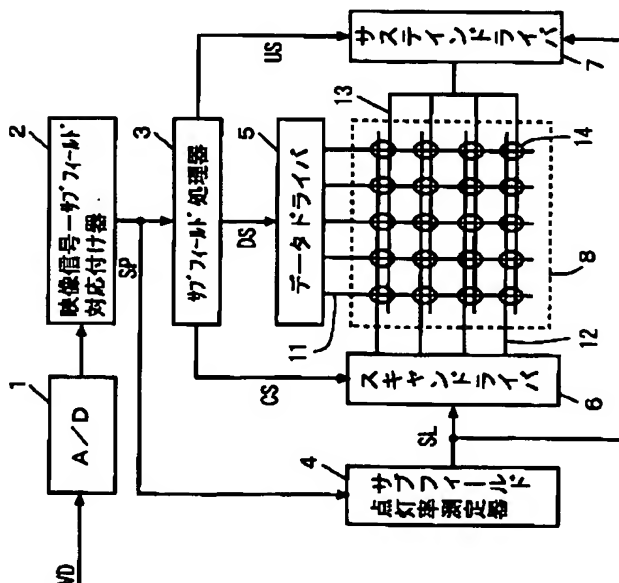 VD
1
A/D
2
映像信号ーサブフィールド
対応付け器
SP
3
サブフィールド処理器
CS
DS
US
4
サブフィールド
点灯率測定器
SL
5
データドライバ
6
スキャンドライバ
7
サステインドライバ
8
11
12
13
14